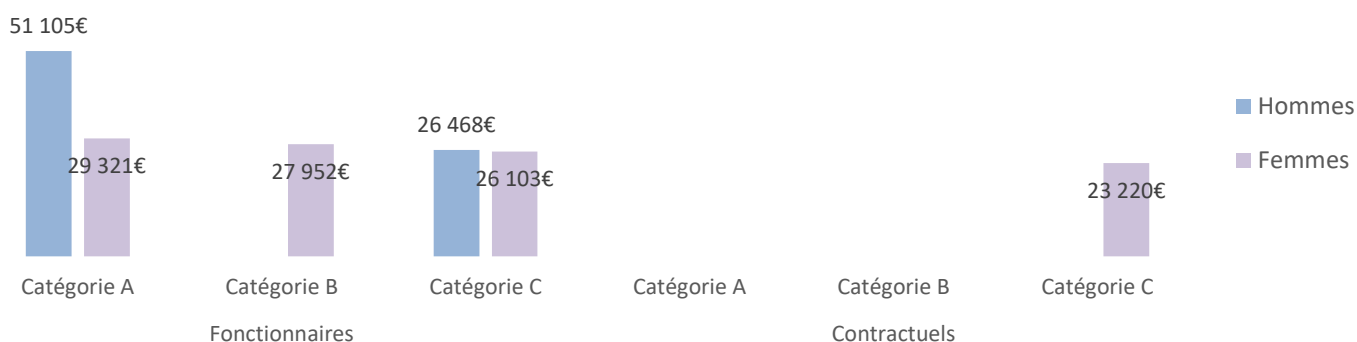 51 105€
29 321€
27 952€
26 468€
26 103€
23 220€
Hommes
Femmes
Catégorie A Catégorie B Catégorie C Catégorie A Catégorie B Catégorie C
Fonctionnaires Contractuels